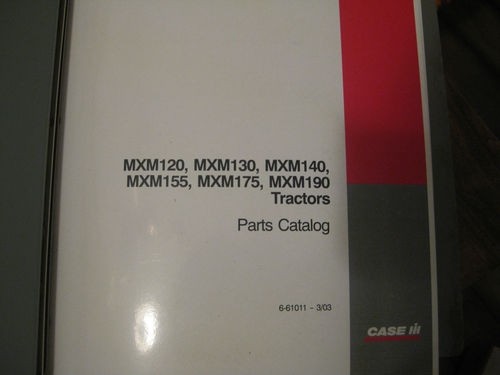 MXM120, MXM130, MXM140,
MXM155, MXM175, MXM190
Tractors
Parts Catalog
6-61011 - 3/03
CASE IH